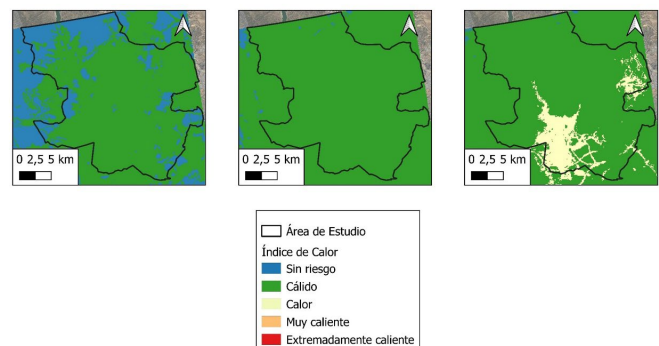 0 2,5 5 km
0 2,5 5 km
0 2,5 5 km
Área de Estudio
Índice de Calor
Sin riesgo
Cálido
Calor
Muy caliente
Extremadamente caliente